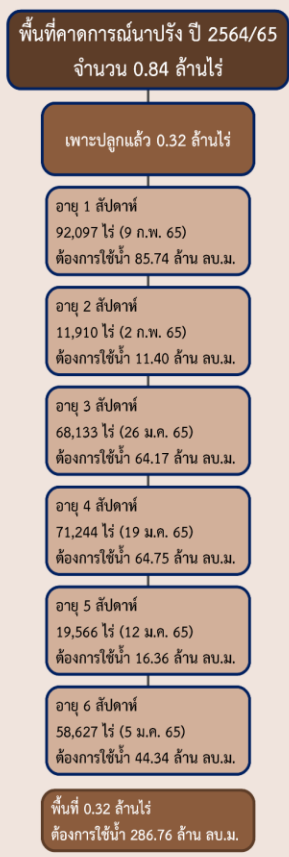 พื้นที่คาดการณ์นาปรัง ปี 2564/65
จำนวน 0.84 ล้านไร่
เพาะปลูกแล้ว 0.32 ล้านไร่
อายุ 1 สัปดาห์
92,097 ไร่ (9 ก.พ. 65)
ต้องการใช้น้ำ 85.74 ล้าน ลบ.ม.
อายุ 2 สัปดาห์
11,910 ไร่ (2 ก.พ. 65)
ต้องการใช้น้ำ 11.40 ล้าน ลบ.ม.
อายุ 3 สัปดาห์
68,133 ไร่ (26 ม.ค. 65)
ต้องการใช้น้ำ 64.17 ล้าน ลบ.ม.
อายุ 4 สัปดาห์
71,244 ไร่ (19 ม.ค. 65)
ต้องการใช้น้ำ 64.75 ล้าน ลบ.ม.
อายุ 5 สัปดาห์
19,566 ไร่ (12 ม.ค. 65)
ต้องการใช้น้ำ 16.36 ล้าน ลบ.ม.
อายุ 6 สัปดาห์
58,627 ไร่ (5 ม.ค. 65)
ต้องการใช้น้ำ 44.34 ล้าน ลบ.ม.
พื้นที่ 0.32 ล้านไร่
ต้องการใช้น้ำ 286.76 ล้าน ลบ.ม.